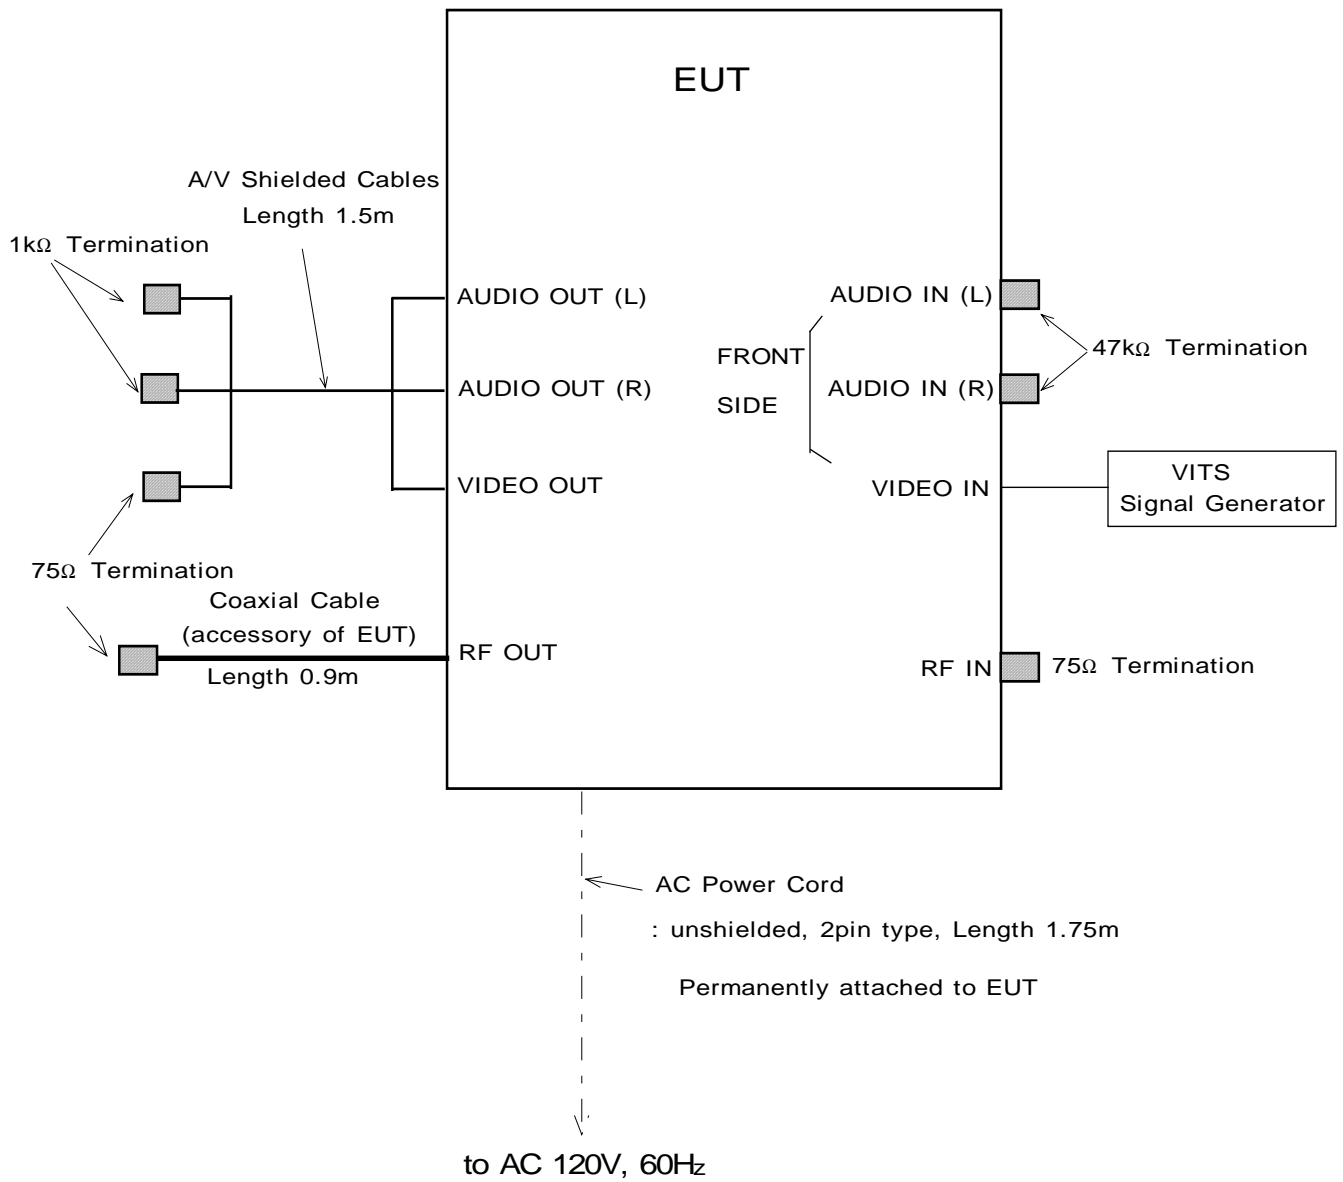 EUT
A/V Shielded Cables
Length 1.5m
1kΩ Termination
AUDIO OUT (L)
AUDIO IN (L)
FRONT
SIDE
47kΩ Termination
AUDIO OUT (R)
AUDIO IN (R)
VIDEO OUT
VIDEO IN
VITS
Signal Generator
75Ω Termination
Coaxial Cable
(accessory of EUT)
Length 0.9m
RF OUT
RF IN
75Ω Termination
AC Power Cord
: unshielded, 2pin type, Length 1.75m
Permanently attached to EUT
to AC 120V, 60Hz